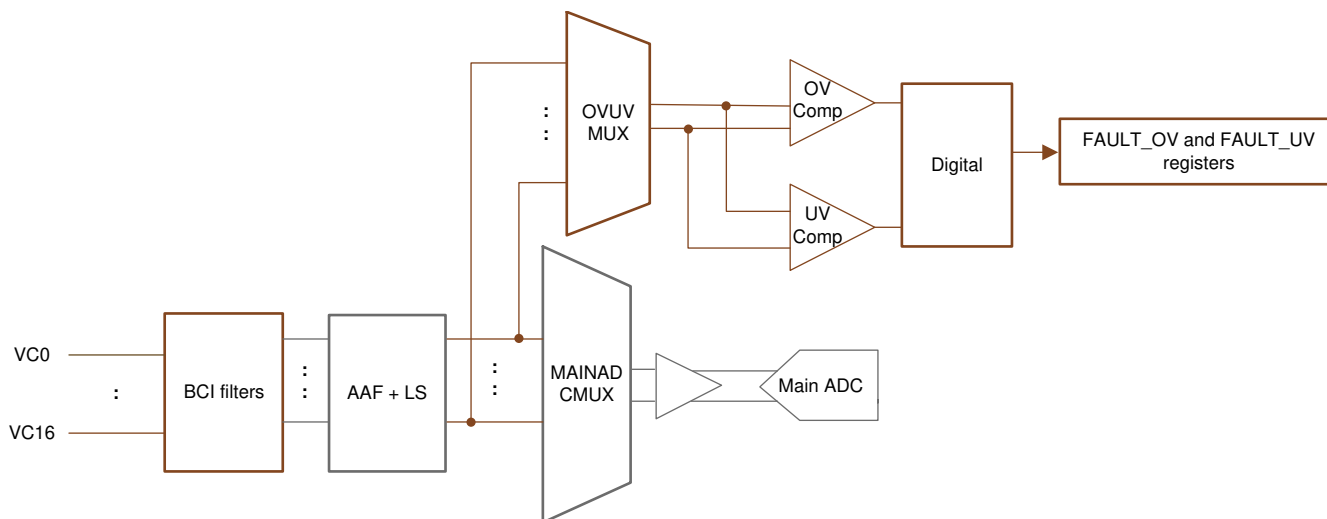 OVUV
MUX
:
:
OV
Comp
UV
Comp
Digital
FAULT_OV and FAULT_UV
registers
VC0
:
VC16
BCI filters
:
:
AAF + LS
:
:
MAINAD
CMUX
Main ADC